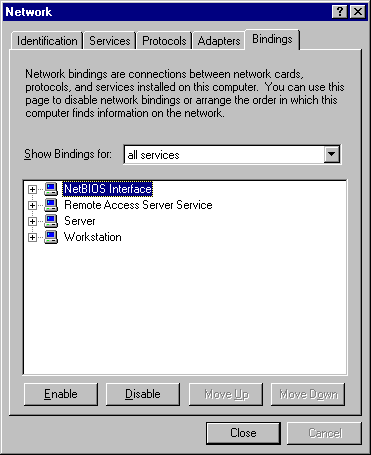 Network
Identification Services Protocols Adapters Bindings
Network bindings are connections between network cards,
protocols, and services installed on this computer. You can use this
page to disable network bindings or arrange the order in which this
computer finds information on the network.
Show Bindings for: all services
NetBIOS Interface
Remote Access Server Service
Server
Workstation
Enable Disable Move Up Move Down
Close Cancel